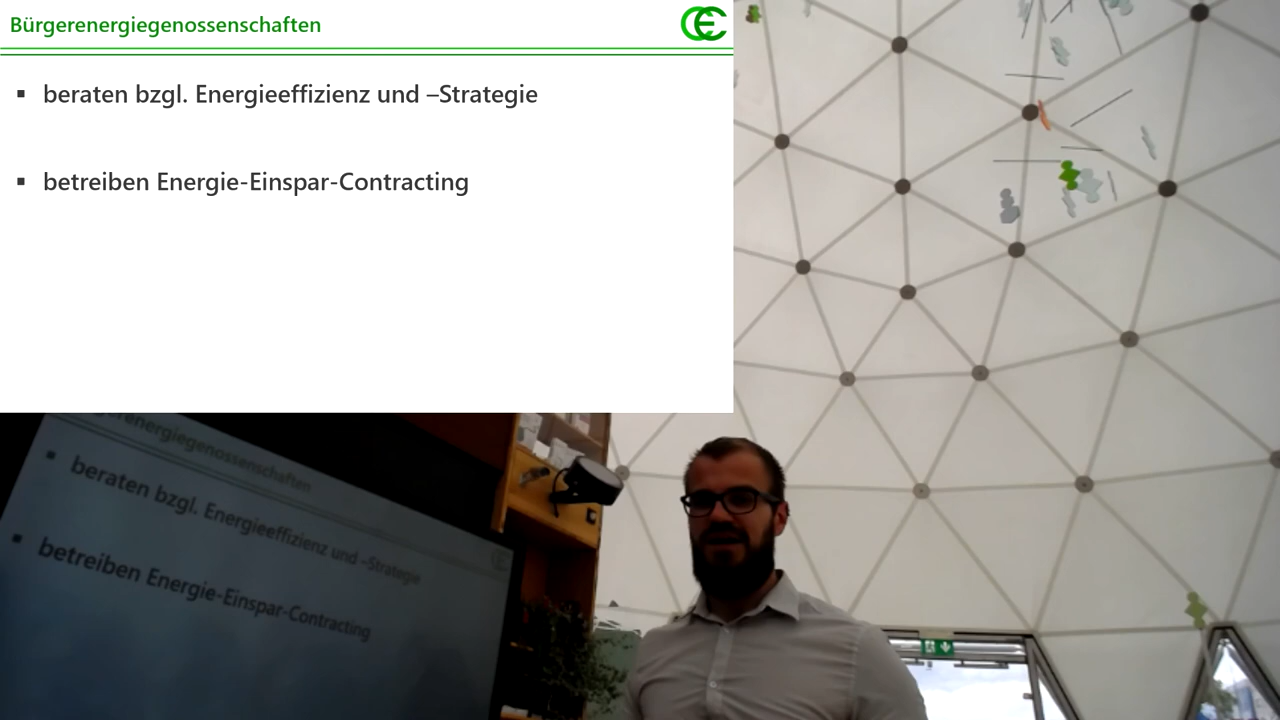 Bürgerenergiegenossenschaften
▪ beraten bzgl. Energieeffizienz und –Strategie
▪ betreiben Energie-Einspar-Contracting
energiegenossenschaften
▪ beraten bzgl. Energieeffizienz und –Strategie
▪ betreiben Energie-Einspar-Contracting